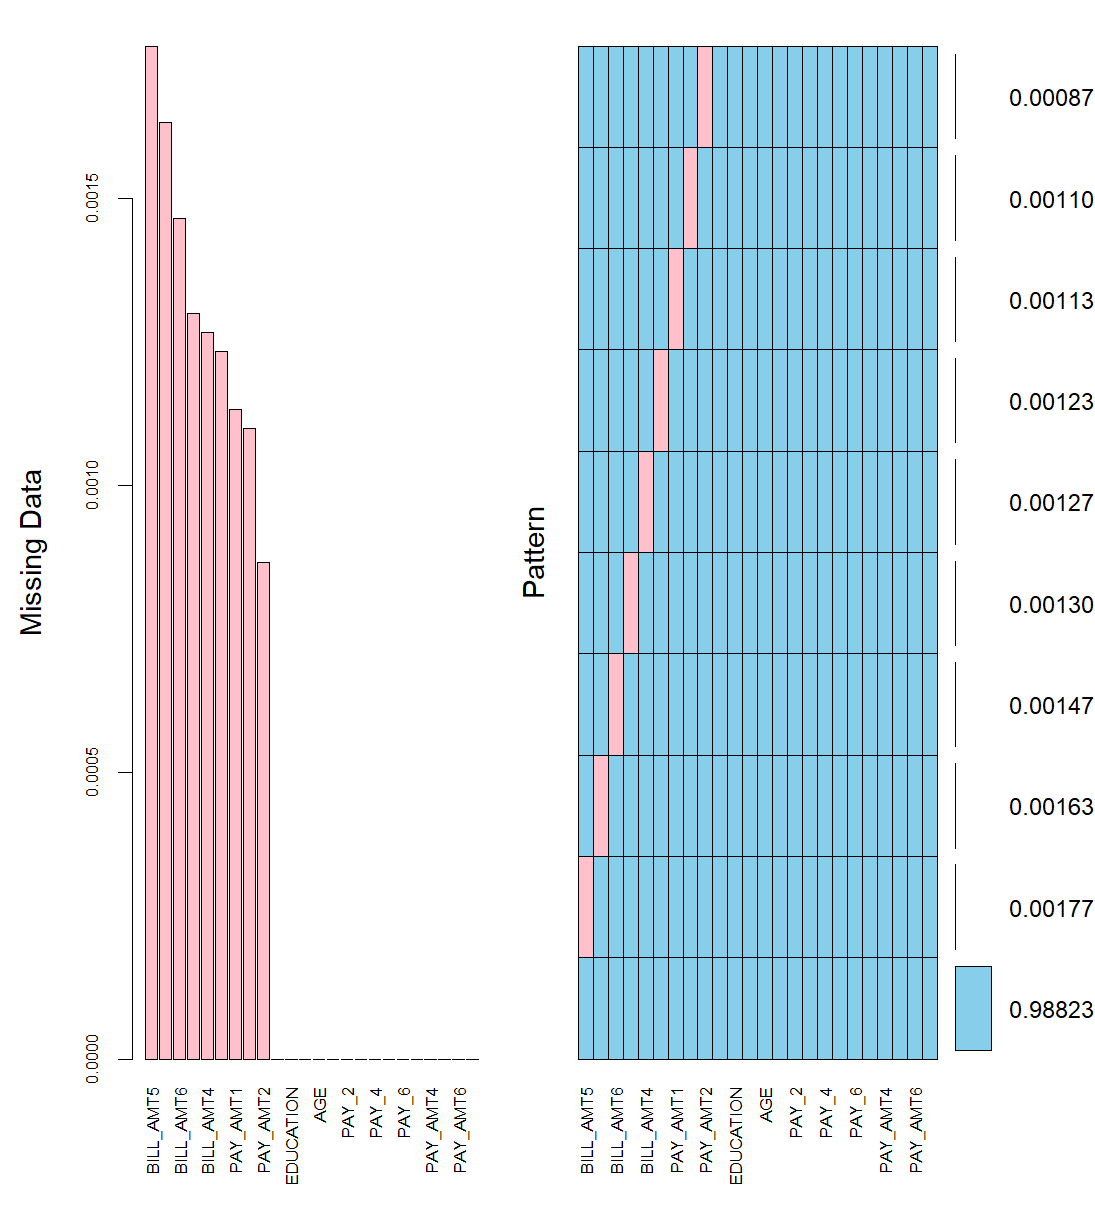 Missing Data
0.0015
0.0010
0.0005
0.0000
BILL_AMT5
BILL_AMT6
BILL_AMT4
PAY_AMT1
PAY_AMT2
EDUCATION
AGE
PAY_2
PAY_4
PAY_6
PAY_AMT4
PAY_AMT6
Pattern
BILL_AMT5
BILL_AMT6
BILL_AMT4
PAY_AMT1
PAY_AMT2
EDUCATION
AGE
PAY_2
PAY_4
PAY_6
PAY_AMT4
PAY_AMT6
0.00087
0.00110
0.00113
0.00123
0.00127
0.00130
0.00147
0.00163
0.00177
0.98823